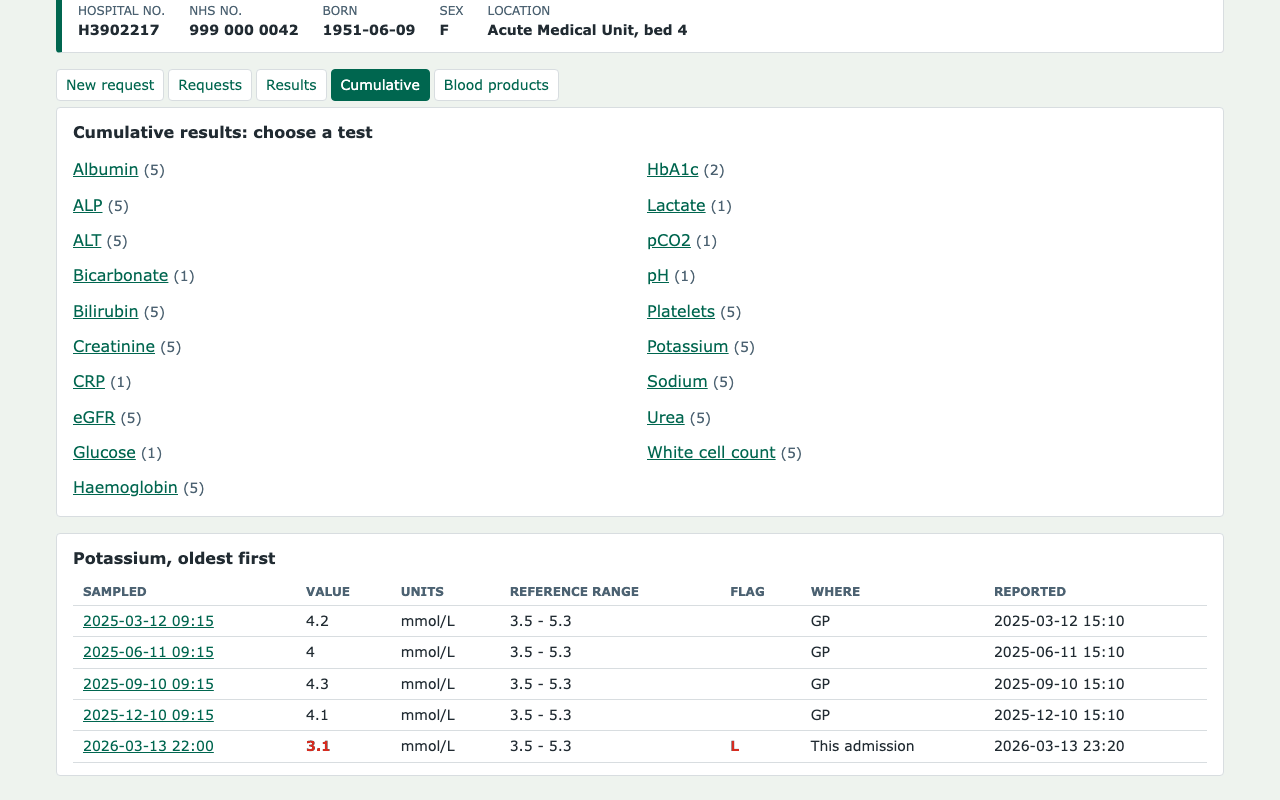 HOSPITAL NO. NHS NO. BORN SEX LOCATION
H3902217 999 000 0042 1951-06-09 F Acute Medical Unit, bed 4
New request Requests Results Cumulative Blood products
Cumulative results: choose a test
Albumin (5) HbA1c (2)
ALP (5) Lactate (1)
ALT (5) pCO2 (1)
Bicarbonate (1) pH (1)
Bilirubin (5) Platelets (5)
Creatinine (5) Potassium (5)
CRP (1) Sodium (5)
eGFR (5) Urea (5)
Glucose (1) White cell count (5)
Haemoglobin (5)
Potassium, oldest first
SAMPLED VALUE UNITS REFERENCE RANGE FLAG WHERE REPORTED
2025-03-12 09:15 4.2 mmol/L 3.5 - 5.3 GP 2025-03-12 15:10
2025-06-11 09:15 4 mmol/L 3.5 - 5.3 GP 2025-06-11 15:10
2025-09-10 09:15 4.3 mmol/L 3.5 - 5.3 GP 2025-09-10 15:10
2025-12-10 09:15 4.1 mmol/L 3.5 - 5.3 GP 2025-12-10 15:10
2026-03-13 22:00 3.1 mmol/L 3.5 - 5.3 L This admission 2026-03-13 23:20